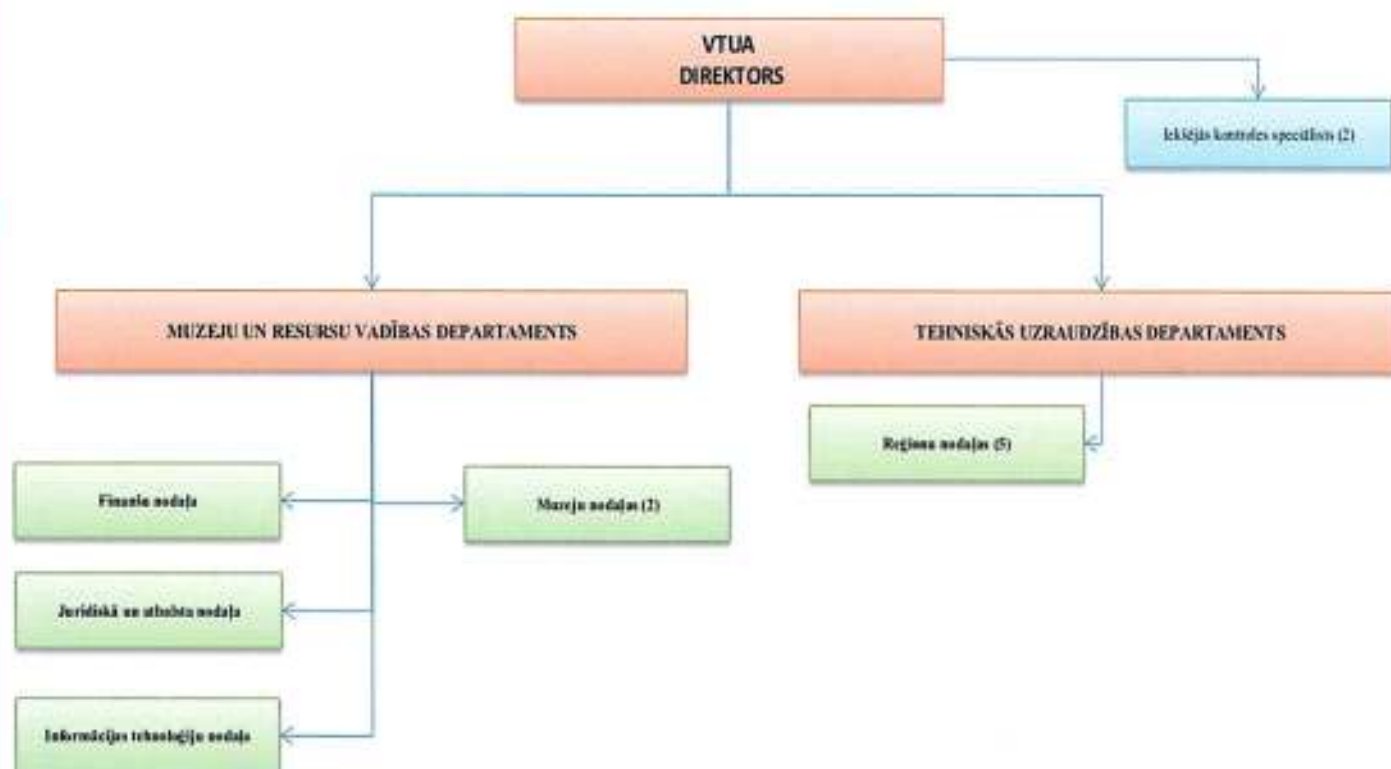 VTUA
DIREKTORS
Iekšējās kontroles speciālists (2)
MUZEJU UN RESURSU VADĪBAS DEPARTAMENTS
TEHNISKĀS UZRAUDZĪBAS DEPARTAMENTS
Reģionu nodaļas (5)
Finanšu nodaļa
Muzeju nodaļas (2)
Juridiskā un atbalsta nodaļa
Informācijas tehnoloģiju nodaļa